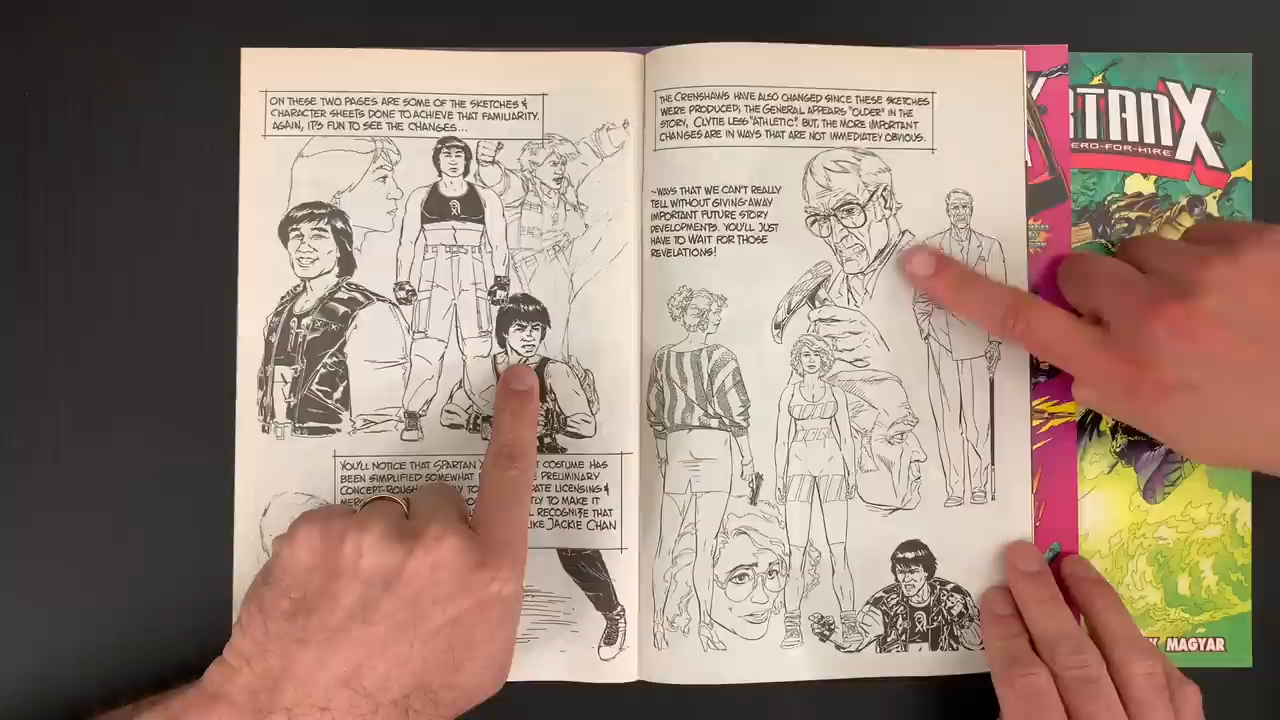 ON THESE TWO PAGES ARE SOME OF THE SKETCHES &
CHARACTER SHEETS DONE TO ACHIEVE THAT FAMILIARITY.
AGAIN, IT'S FUN TO SEE THE CHANGES...
YOU'LL NOTICE THAT SPARTAN COSTUME HAS
BEEN SIMPLIFIED SOMEWHAT PRELIMINARY
CONCEPT-ROUGH LICENSING &
TO MAKE IT
RECOGNIZE THAT
JACKIE CHAN
THE CRENSHAWS HAVE ALSO CHANGED SINCE THESE SKETCHES
WERE PRODUCED; THE GENERAL APPEARS "OLDER" IN THE
STORY, CLYTIE LESS "ATHLETIC". BUT, THE MORE IMPORTANT
CHANGES ARE IN WAYS THAT ARE NOT IMMEDIATELY OBVIOUS.
~WAYS THAT WE CAN'T REALLY
TELL WITHOUT GIVING-AWAY
IMPORTANT FUTURE STORY
DEVELOPMENTS. YOU'LL JUST
HAVE TO WAIT FOR THOSE
REVELATIONS!
RTAN X
ERO-FOR-HIRE
MAGYAR